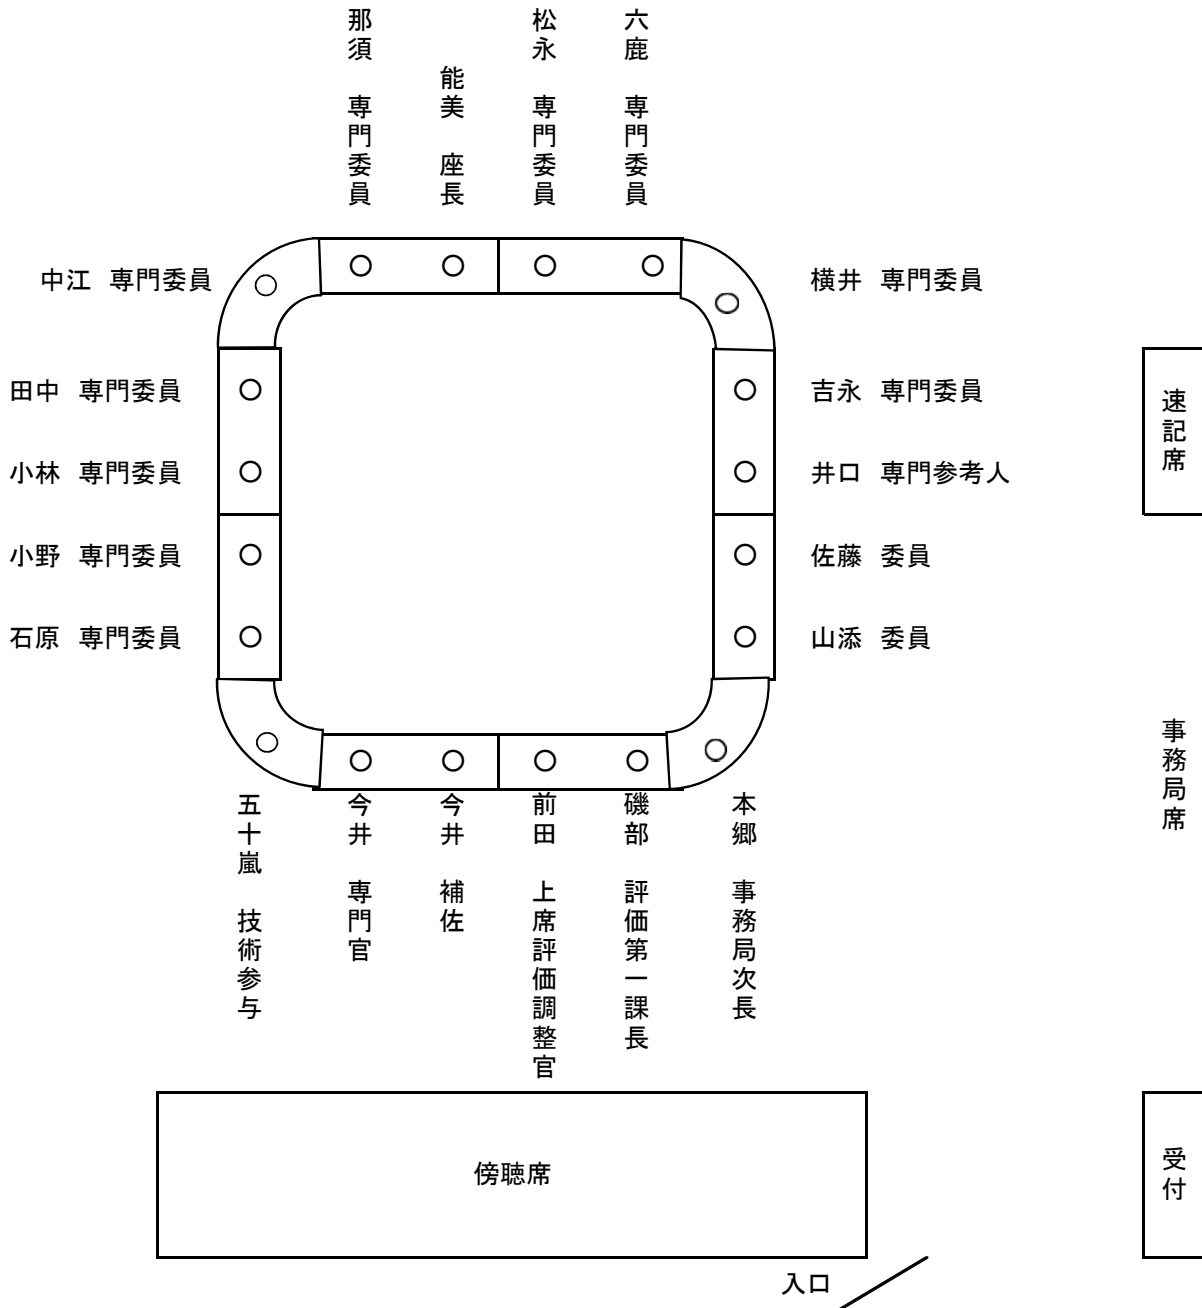 那須 専門委員
能美 座長
松永 専門委員
六鹿 専門委員
中江 専門委員
横井 専門委員
田中 専門委員
吉永 専門委員
小林 専門委員
井口 専門参考人
小野 専門委員
佐藤 委員
石原 専門委員
山添 委員
速記席
事務局席
五十嵐 技術参与
今井 専門官
今井 補佐
前田 上席評価調整官
磯部 評価第一課長
本郷 事務局次長
傍聴席
受付
入口